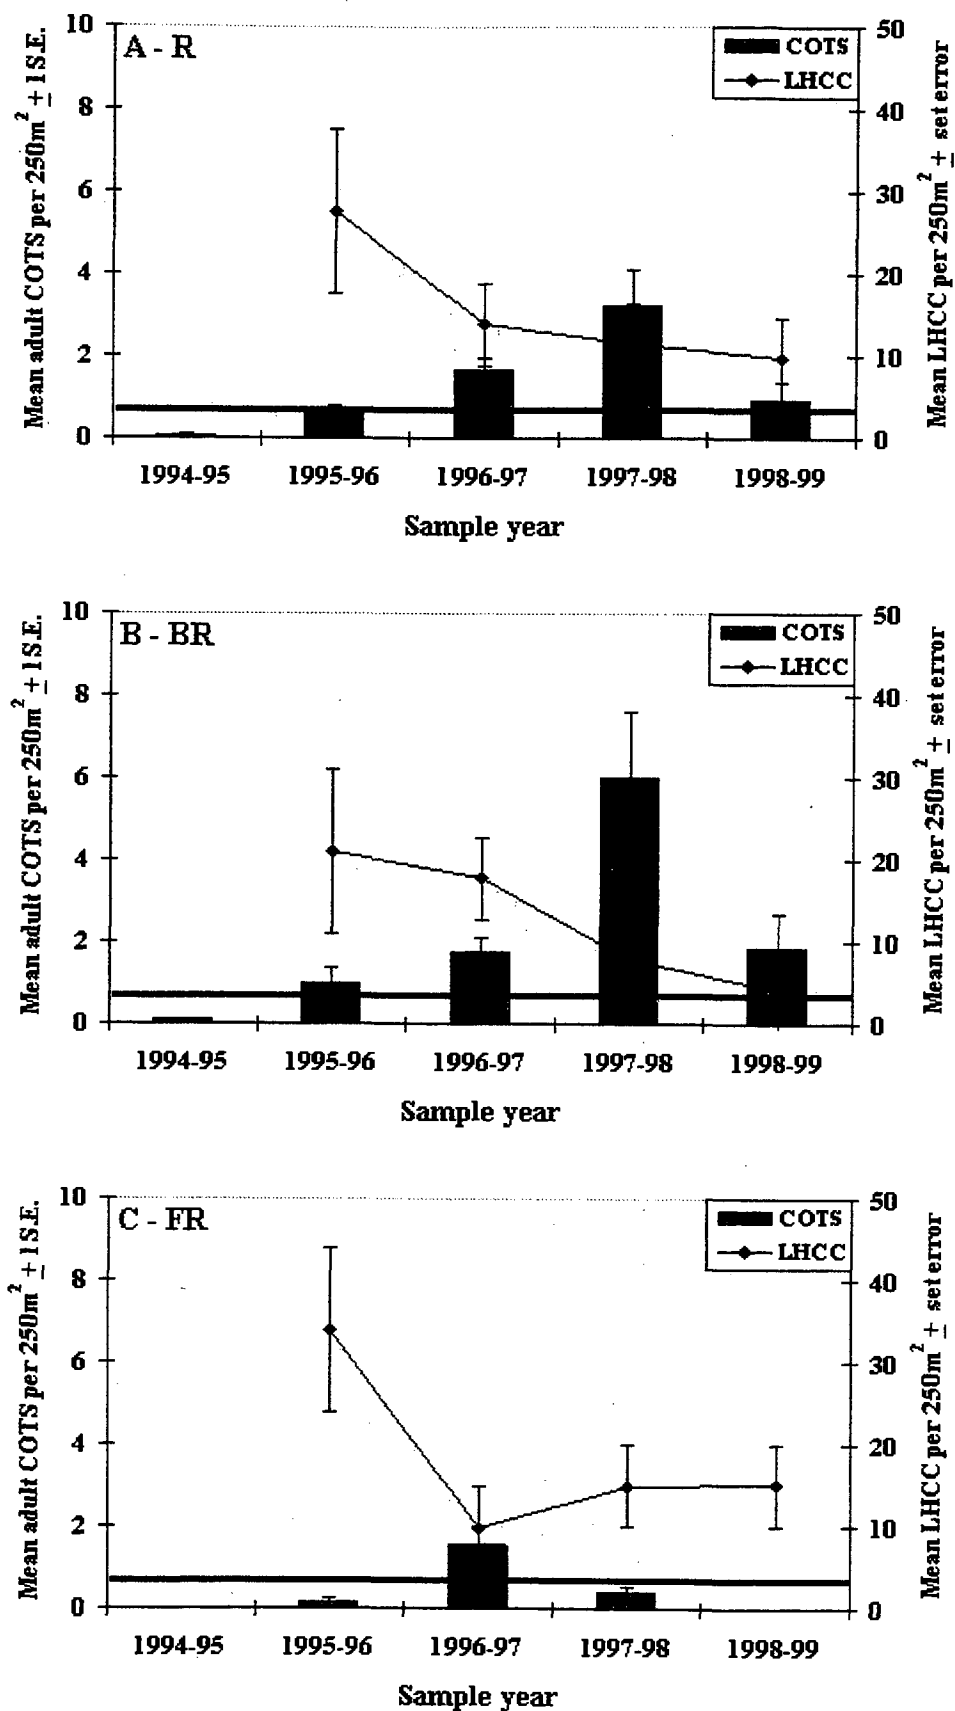 A - R
COTS
LHCC
Mean adult COTS per 250m² ± 1S.E.
10
8
6
4
2
0
50
40
30
20
10
0
Mean LHCC per 250m² ± set error
1994-95 1995-96 1996-97 1997-98 1998-99
Sample year
B - BR
COTS
LHCC
Mean adult COTS per 250m² ± 1S.E.
10
8
6
4
2
0
50
40
30
20
10
0
Mean LHCC per 250m² ± set error
1994-95 1995-96 1996-97 1997-98 1998-99
Sample year
C - FR
COTS
LHCC
Mean adult COTS per 250m² ± 1S.E.
10
8
6
4
2
0
50
40
30
20
10
0
Mean LHCC per 250m² ± set error
1994-95 1995-96 1996-97 1997-98 1998-99
Sample year